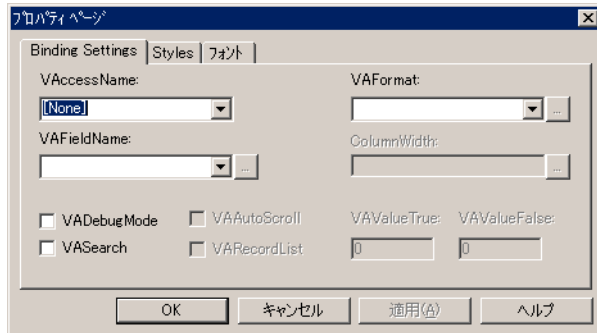 ﾌﾟﾛﾊﾟﾃｨ ﾍﾟｰｼﾞ
Binding Settings Styles ﾌｫﾝﾄ
VAccessName: VAFormat:
[None] ...
VAFieldName: ColumnWidth:
... ...
VADebugMode VAAutoScroll VAValueTrue: VAValueFalse:
VASearch VARecordList 0 0
OK キャンセル 適用(A) ヘルプ